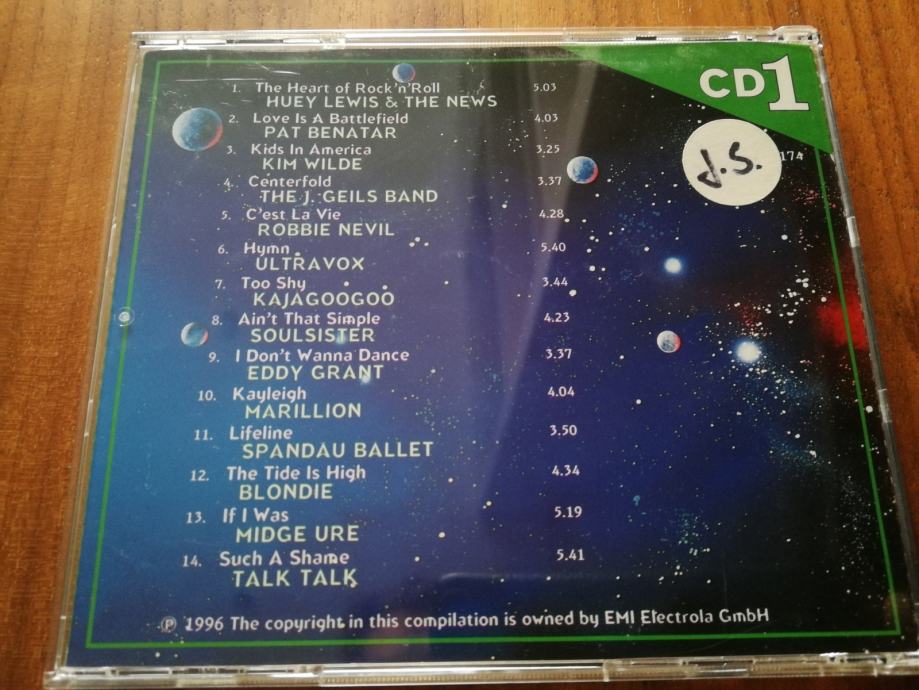 CD1
J.S.
174
1. The Heart of Rock'n'Roll 5.03
HUEY LEWIS & THE NEWS
2. Love Is A Battlefield 4.03
PAT BENATAR
3. Kids In America 3.25
KIM WILDE
4. Centerfold 3.37
THE J. GEILS BAND
5. C'est La Vie 4.28
ROBBIE NEVIL
6. Hymn 5.40
ULTRAVOX
7. Too Shy 3.44
KAJAGOOGOO
8. Ain't That Simple 4.23
SOULSISTER
9. I Don't Wanna Dance 3.37
EDDY GRANT
10. Kayleigh 4.04
MARILLION
11. Lifeline 3.50
SPANDAU BALLET
12. The Tide Is High 4.34
BLONDIE
13. If I Was 5.19
MIDGE URE
14. Such A Shame 5.41
TALK TALK
℗ 1996 The copyright in this compilation is owned by EMI Electrola GmbH